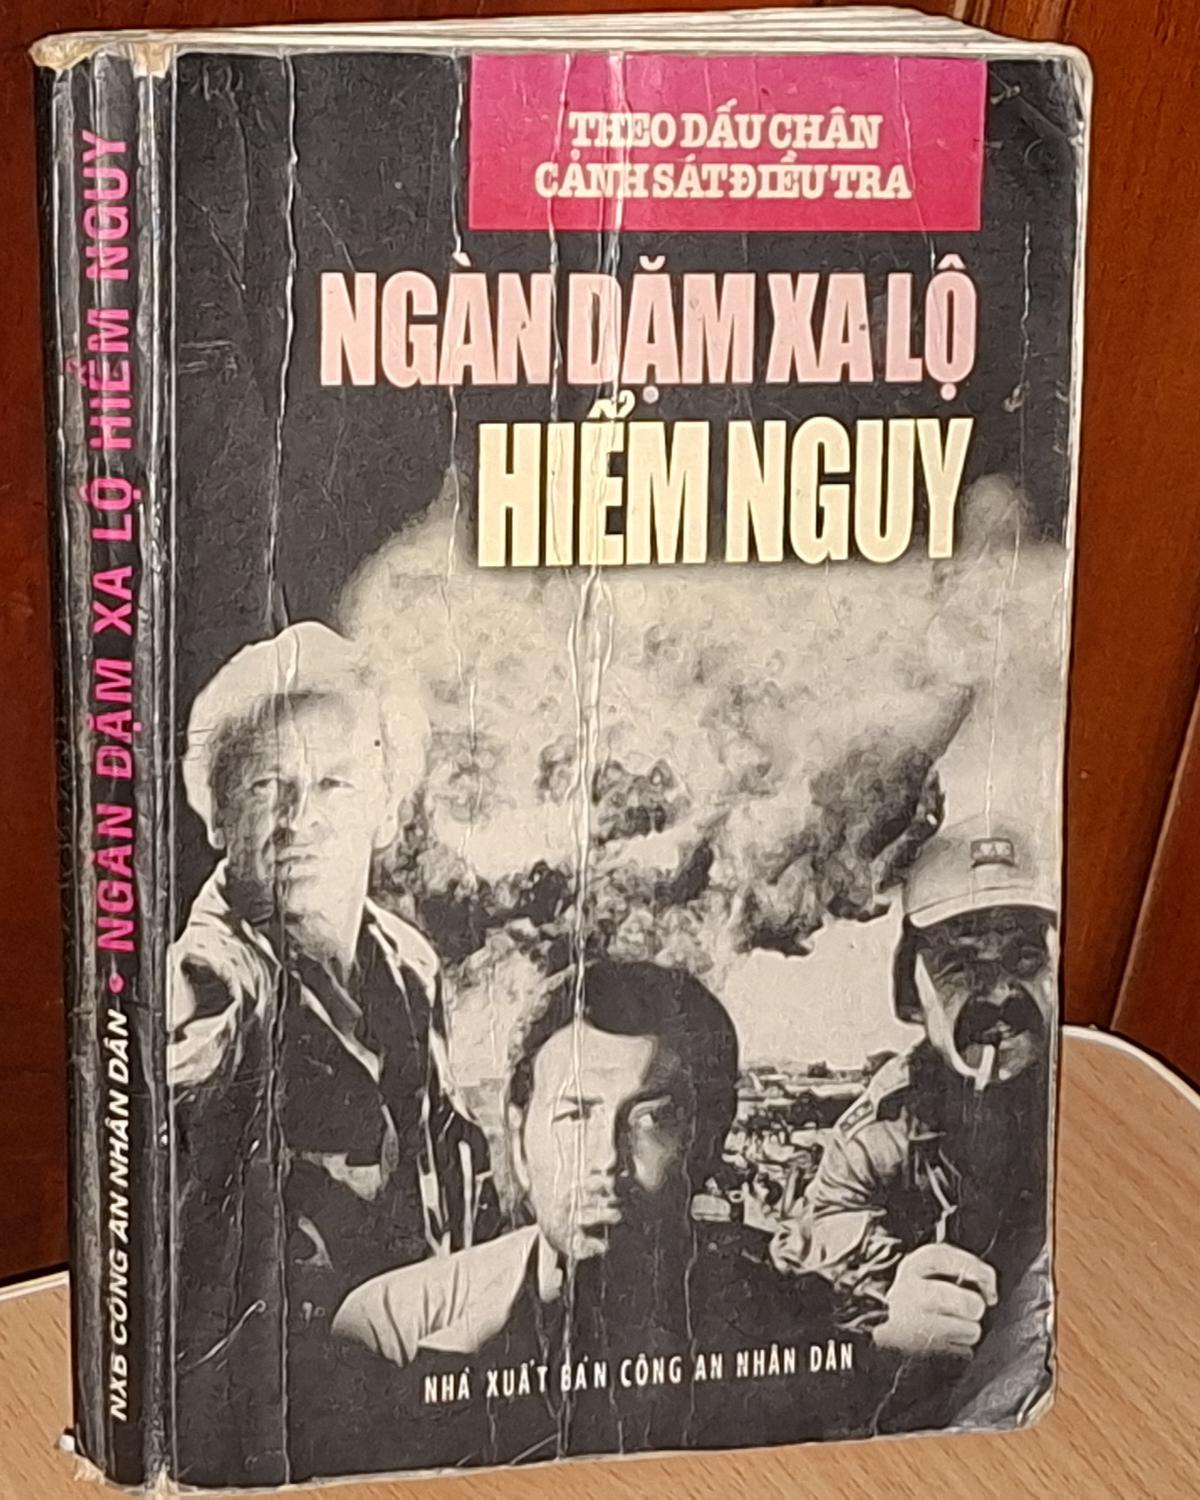 THEO DẤU CHÂN
CẢNH SÁT ĐIỀU TRA
NGÀN DẶM XA LỘ
HIỂM NGUY
NHÀ XUẤT BẢN CÔNG AN NHÂN DÂN
NXB CÔNG AN NHÂN DÂN • NGÀN DẶM XA LỘ HIỂM NGUY